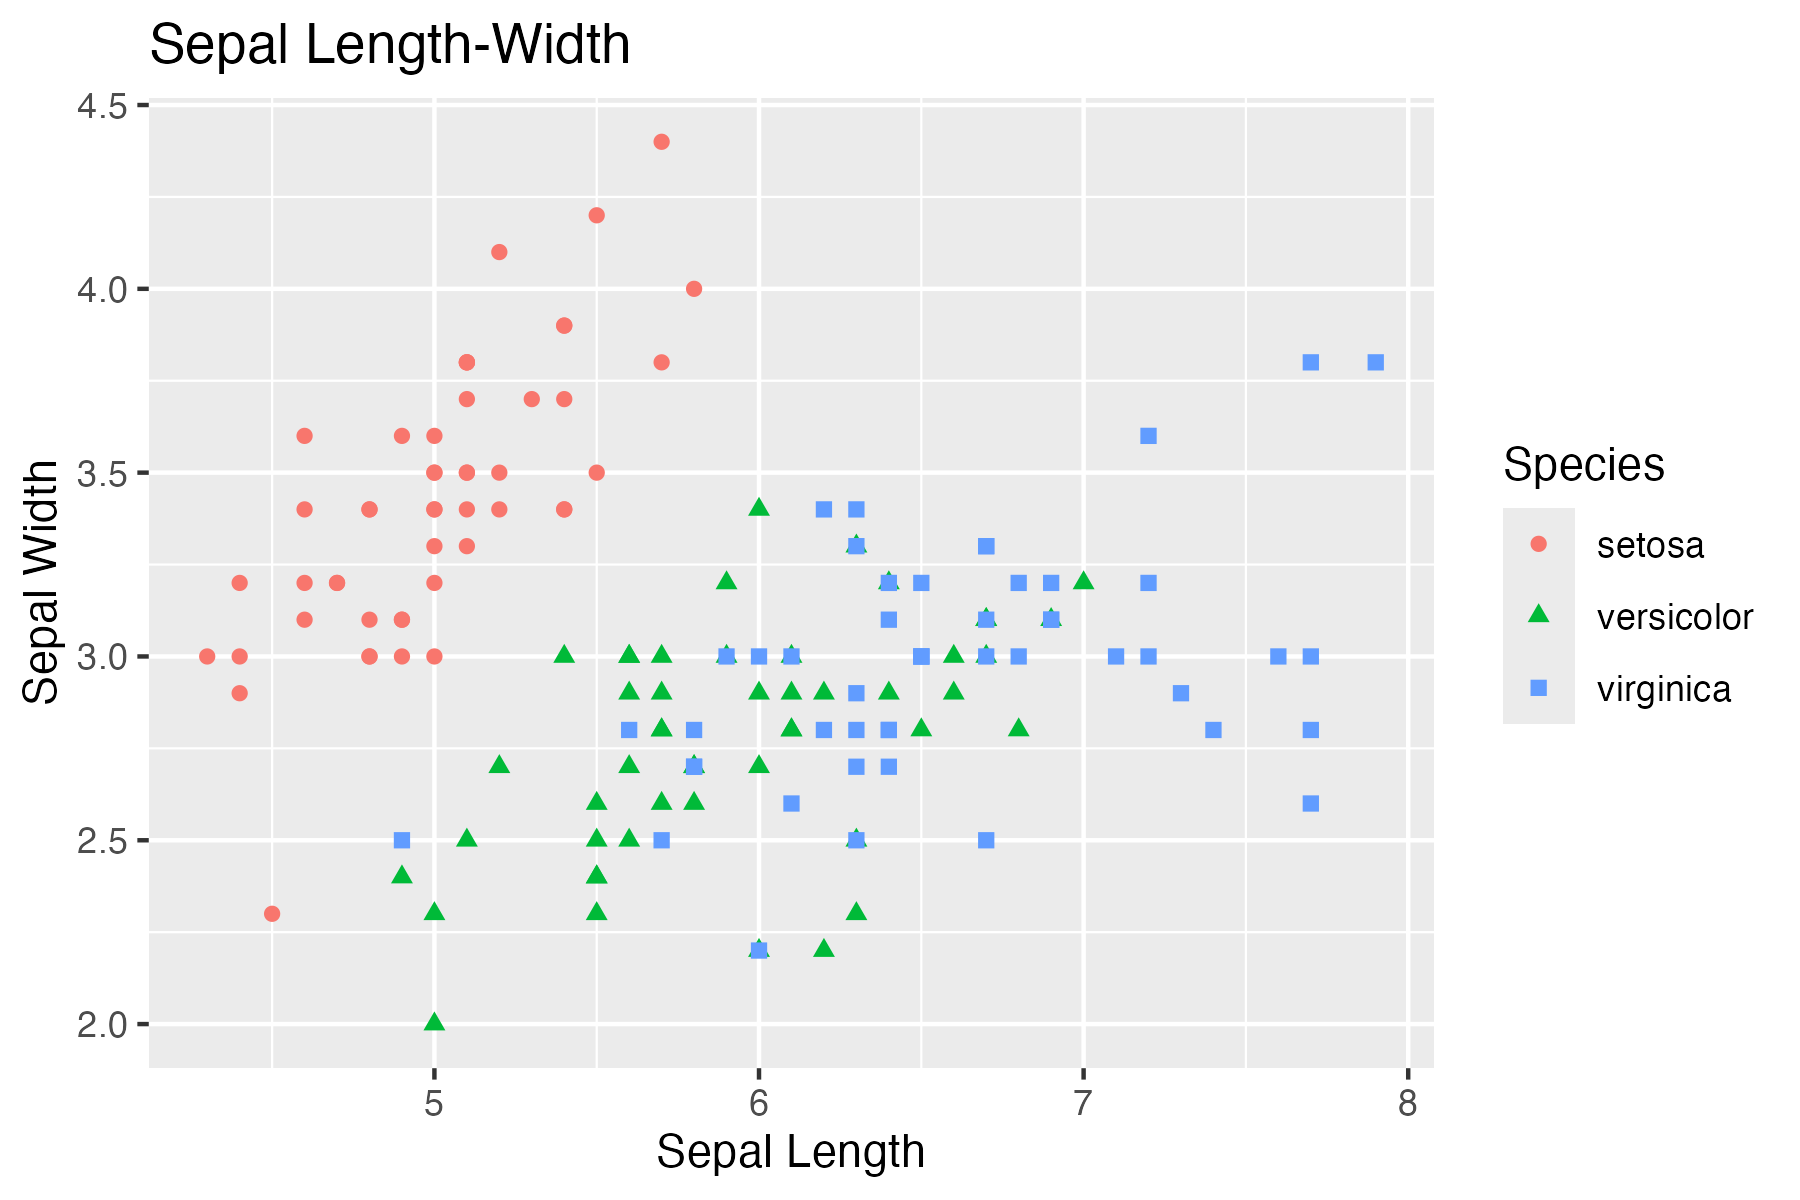 Sepal Length-Width
4.5
4.0
3.5
3.0
2.5
2.0
Sepal Width
5 6 7 8
Sepal Length
Species
setosa
versicolor
virginica